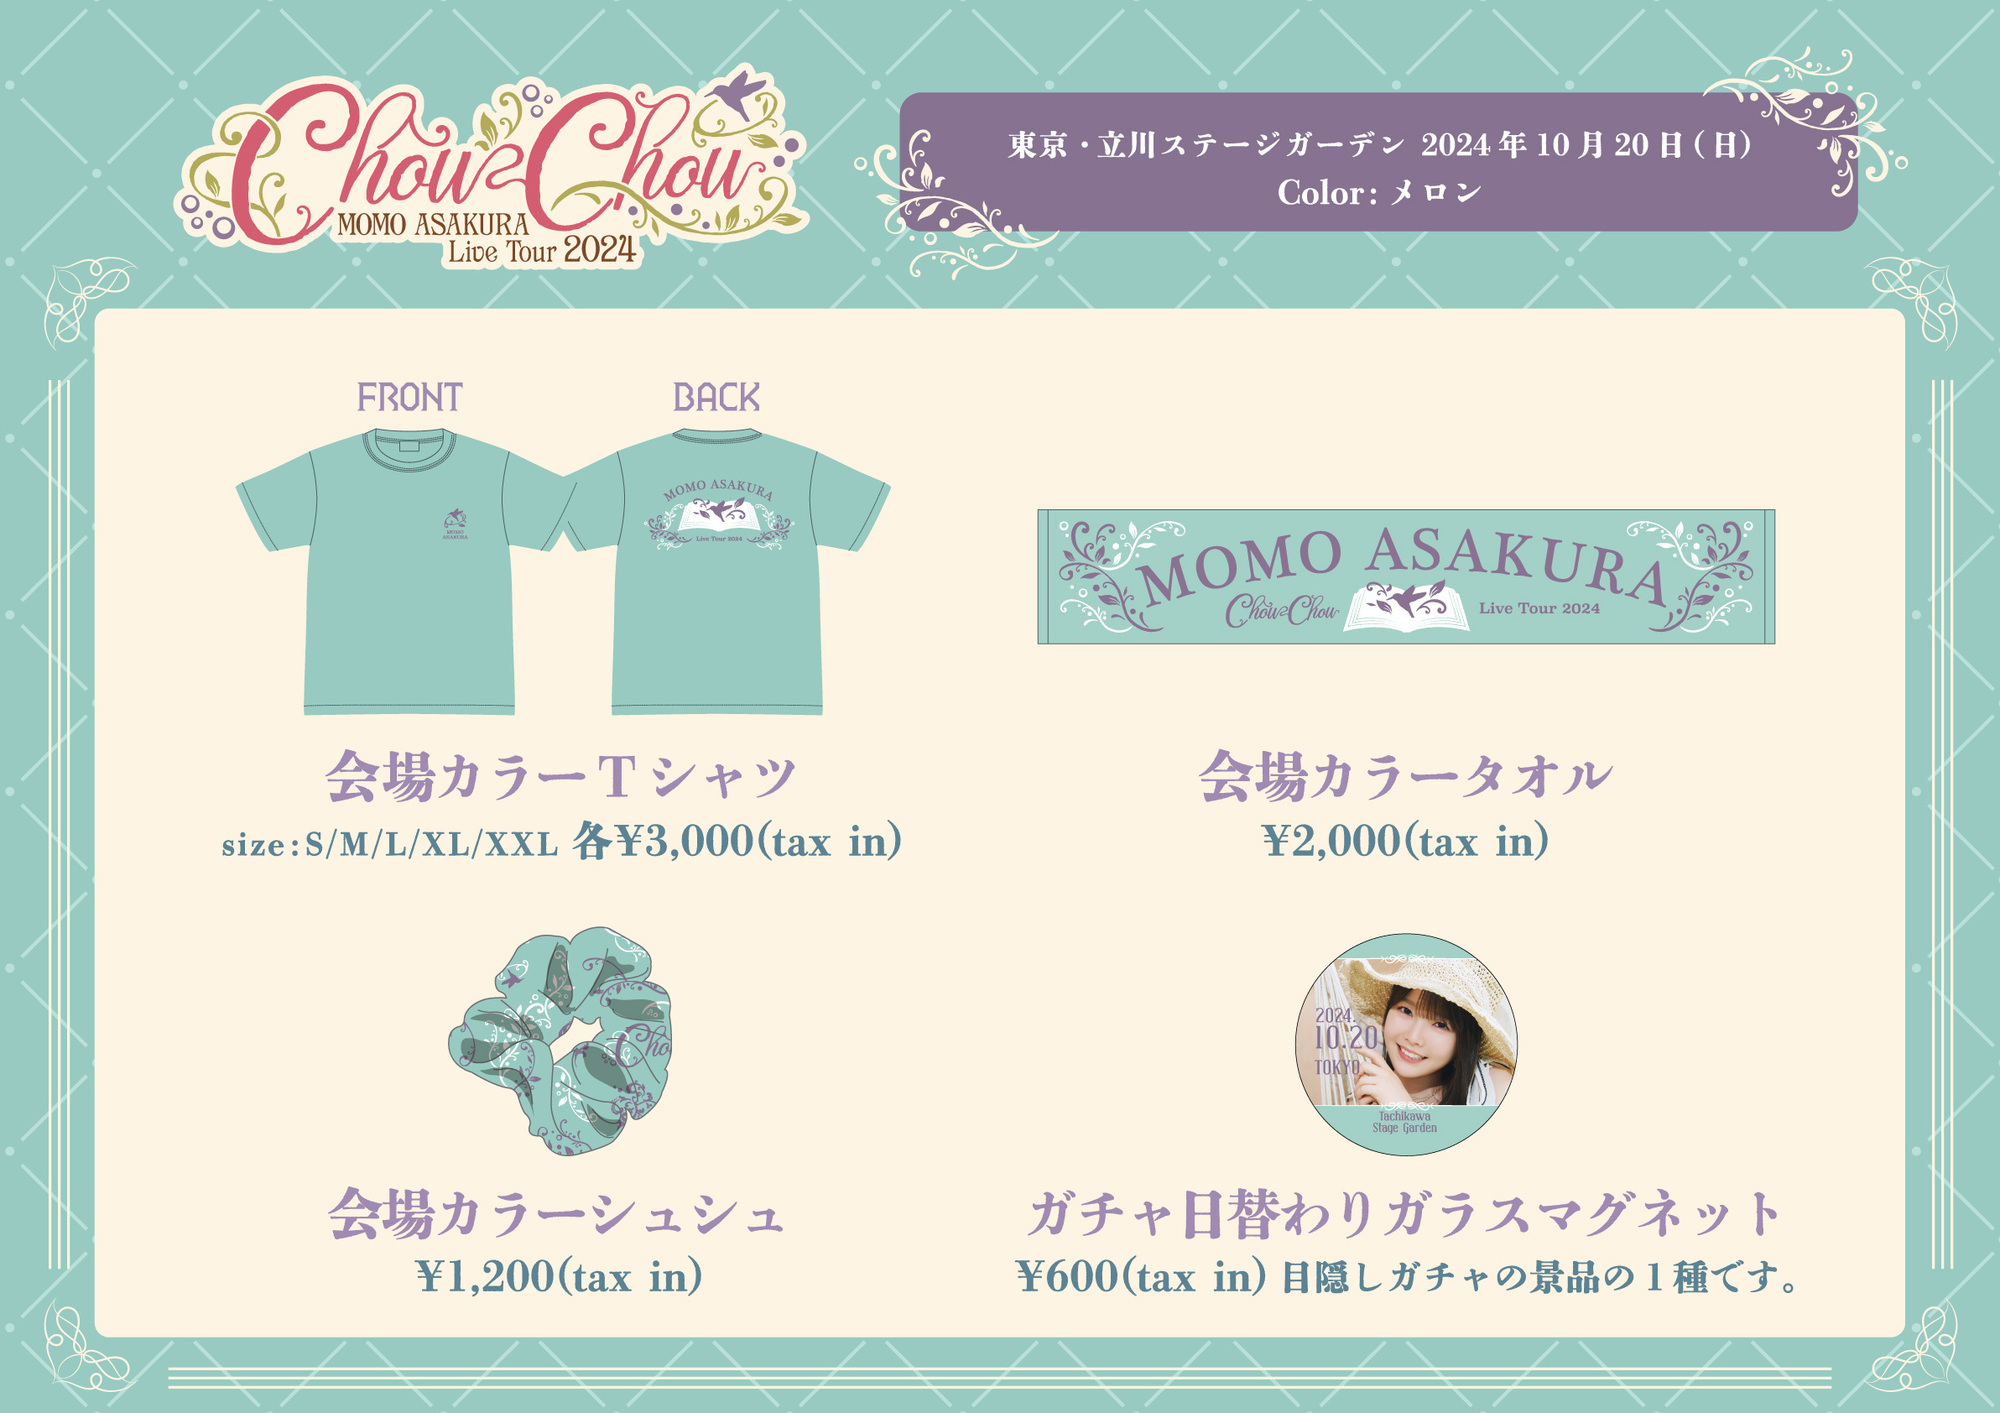 Chou2Chou
MOMO ASAKURA
Live Tour 2024
東京・立川ステージガーデン 2024年10月20日(日)
Color: メロン
FRONT
BACK
MOMO
ASAKURA
MOMO ASAKURA
Live Tour 2024
MOMO ASAKURA
Chou2Chou
Live Tour 2024
会場カラーTシャツ
size:S/M/L/XL/XXL 各¥3,000(tax in)
会場カラータオル
¥2,000(tax in)
Cho
2024.
10.20
TOKYO
Tachikawa
Stage Garden
会場カラーシュシュ
¥1,200(tax in)
ガチャ日替わりガラスマグネット
¥600(tax in) 目隠しガチャの景品の1種です。